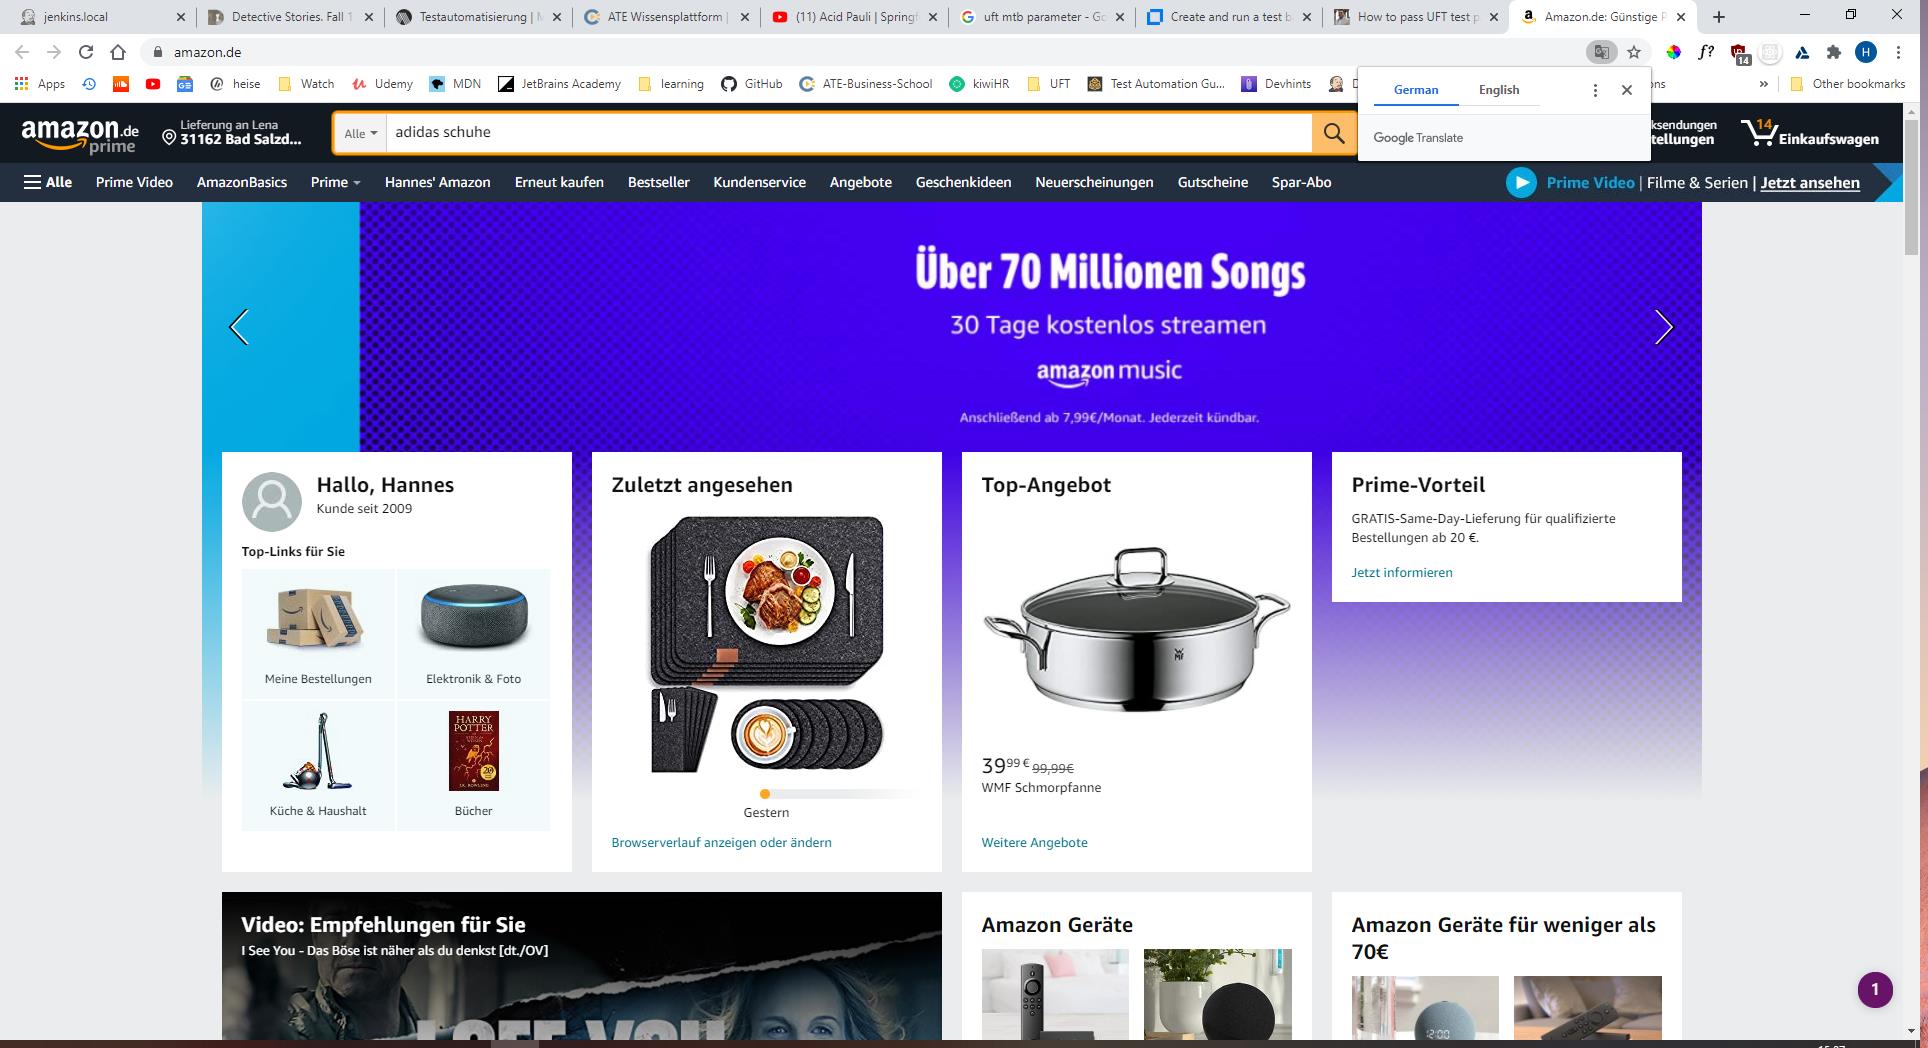 jenkins.local
Detective Stories. Fall 1
Testautomatisierung | M
ATE Wissensplattform |
(11) Acid Pauli | Springf
uft mtb parameter - Go
Create and run a test b
How to pass UFT test p
Amazon.de: Günstige P
amazon.de
f?
14
H
Apps
heise
Watch
Udemy
MDN
JetBrains Academy
learning
GitHub
ATE-Business-School
kiwiHR
UFT
Test Automation Gu...
Devhints
»
Other bookmarks
German
English
Google Translate
amazon.de
prime
Lieferung an Lena
31162 Bad Salzd...
Alle
adidas schuhe
ksendungen
tellungen
14
Einkaufswagen
Alle
Prime Video
AmazonBasics
Prime
Hannes' Amazon
Erneut kaufen
Bestseller
Kundenservice
Angebote
Geschenkideen
Neuerscheinungen
Gutscheine
Spar-Abo
Prime Video | Filme & Serien | Jetzt ansehen
Über 70 Millionen Songs
30 Tage kostenlos streamen
amazon music
Anschließend ab 7,99€/Monat. Jederzeit kündbar.
Hallo, Hannes
Kunde seit 2009
Top-Links für Sie
Meine Bestellungen
Elektronik & Foto
HARRY
POTTER
Küche & Haushalt
Bücher
Zuletzt angesehen
Gestern
Browserverlauf anzeigen oder ändern
Top-Angebot
WMF
39 99 € 99,99€
WMF Schmorpfanne
Weitere Angebote
Prime-Vorteil
GRATIS-Same-Day-Lieferung für qualifizierte
Bestellungen ab 20 €.
Jetzt informieren
Video: Empfehlungen für Sie
I See You - Das Böse ist näher als du denkst [dt./OV]
Amazon Geräte
Amazon Geräte für weniger als
70€
12:00
1